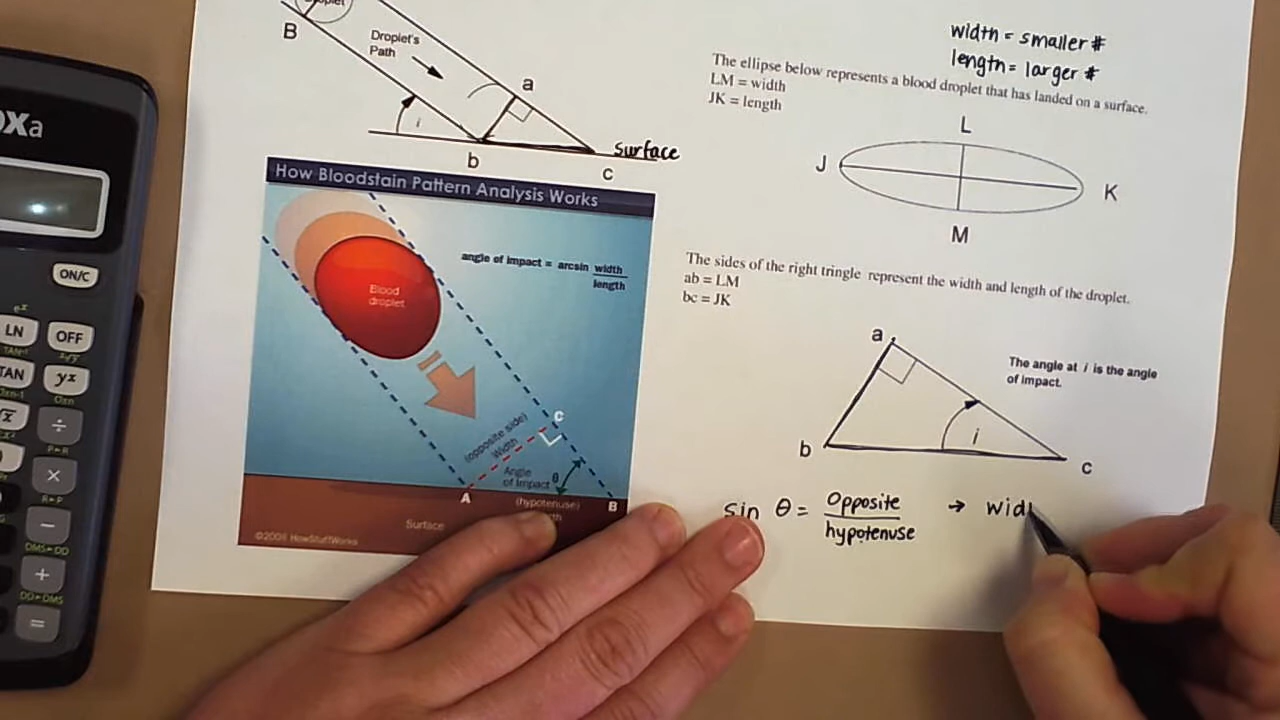 B
Droplet's
Path
a
i
b
c
surface
width = smaller #
length = larger #
The ellipse below represents a blood droplet that has landed on a surface.
LM = width
JK = length
L
J
K
M
How Bloodstain Pattern Analysis Works
angle of impact = arcsin width
length
Blood
droplet
C
(opposite side)
Width
Angle
of Impact
θ
A
(hypotenuse)
B
Surface
©2008 HowStuffWorks
The sides of the right tringle represent the width and length of the droplet.
ab = LM
bc = JK
a
The angle at i is the angle
of impact.
i
b
c
sin θ = Opposite → wid
hypotenuse
ON/C
LN
OFF
TAN
yx
÷
×
−
+
=